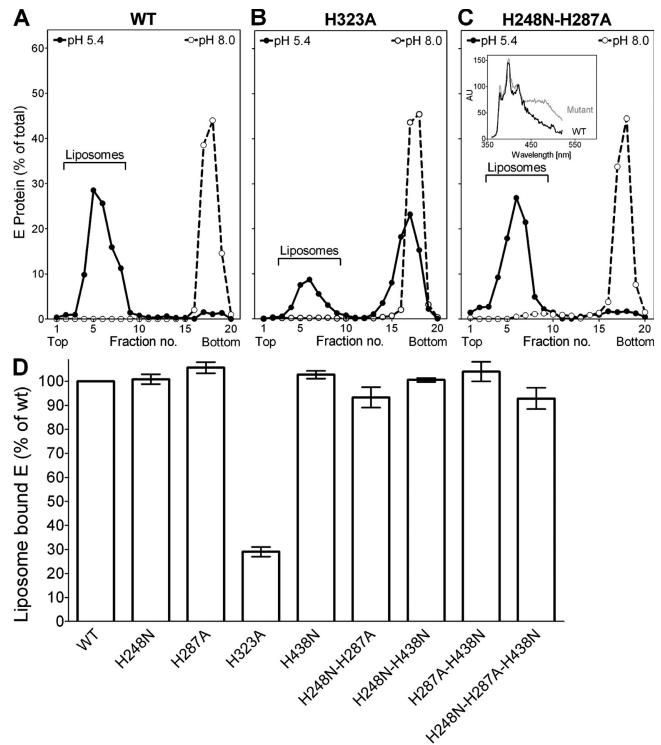 A WT
B H323A
C H248N-H287A
pH 5.4 pH 8.0
pH 5.4 pH 8.0
pH 5.4 pH 8.0
E Protein (% of total)
60
50
40
30
20
10
0
Liposomes
Liposomes
Liposomes
AU
150
100
50
0
Mutant
WT
350 450 550
Wavelength [nm]
1 5 10 15 20
Top Fraction no. Bottom
1 5 10 15 20
Top Fraction no. Bottom
1 5 10 15 20
Top Fraction no. Bottom
D
Liposome bound E (% of wt)
100
90
80
70
60
50
40
30
20
10
0
WT
H248N
H287A
H323A
H438N
H248N-H287A
H248N-H438N
H287A-H438N
H248N-H287A-H438N